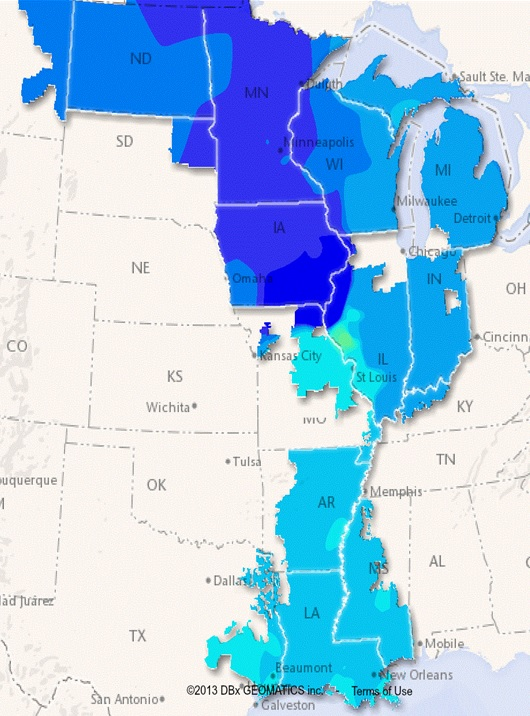 ND
MN
Duluth
Sault Ste. Ma
SD
Minneapolis
WI
MI
Milwaukee
Detroit
IA
Chicago
NE
Omaha
IN
OH
CO
Kansas City
IL
Cincinn
KS
St Louis
Wichita
MO
KY
Tulsa
TN
uquerque
OK
AR
Memphis
MS
AL
Dallas
lad Juárez
LA
TX
Mobile
Beaumont
New Orleans
©2013 DBx GEOMATICS inc.
Terms of Use
San Antonio
Galveston